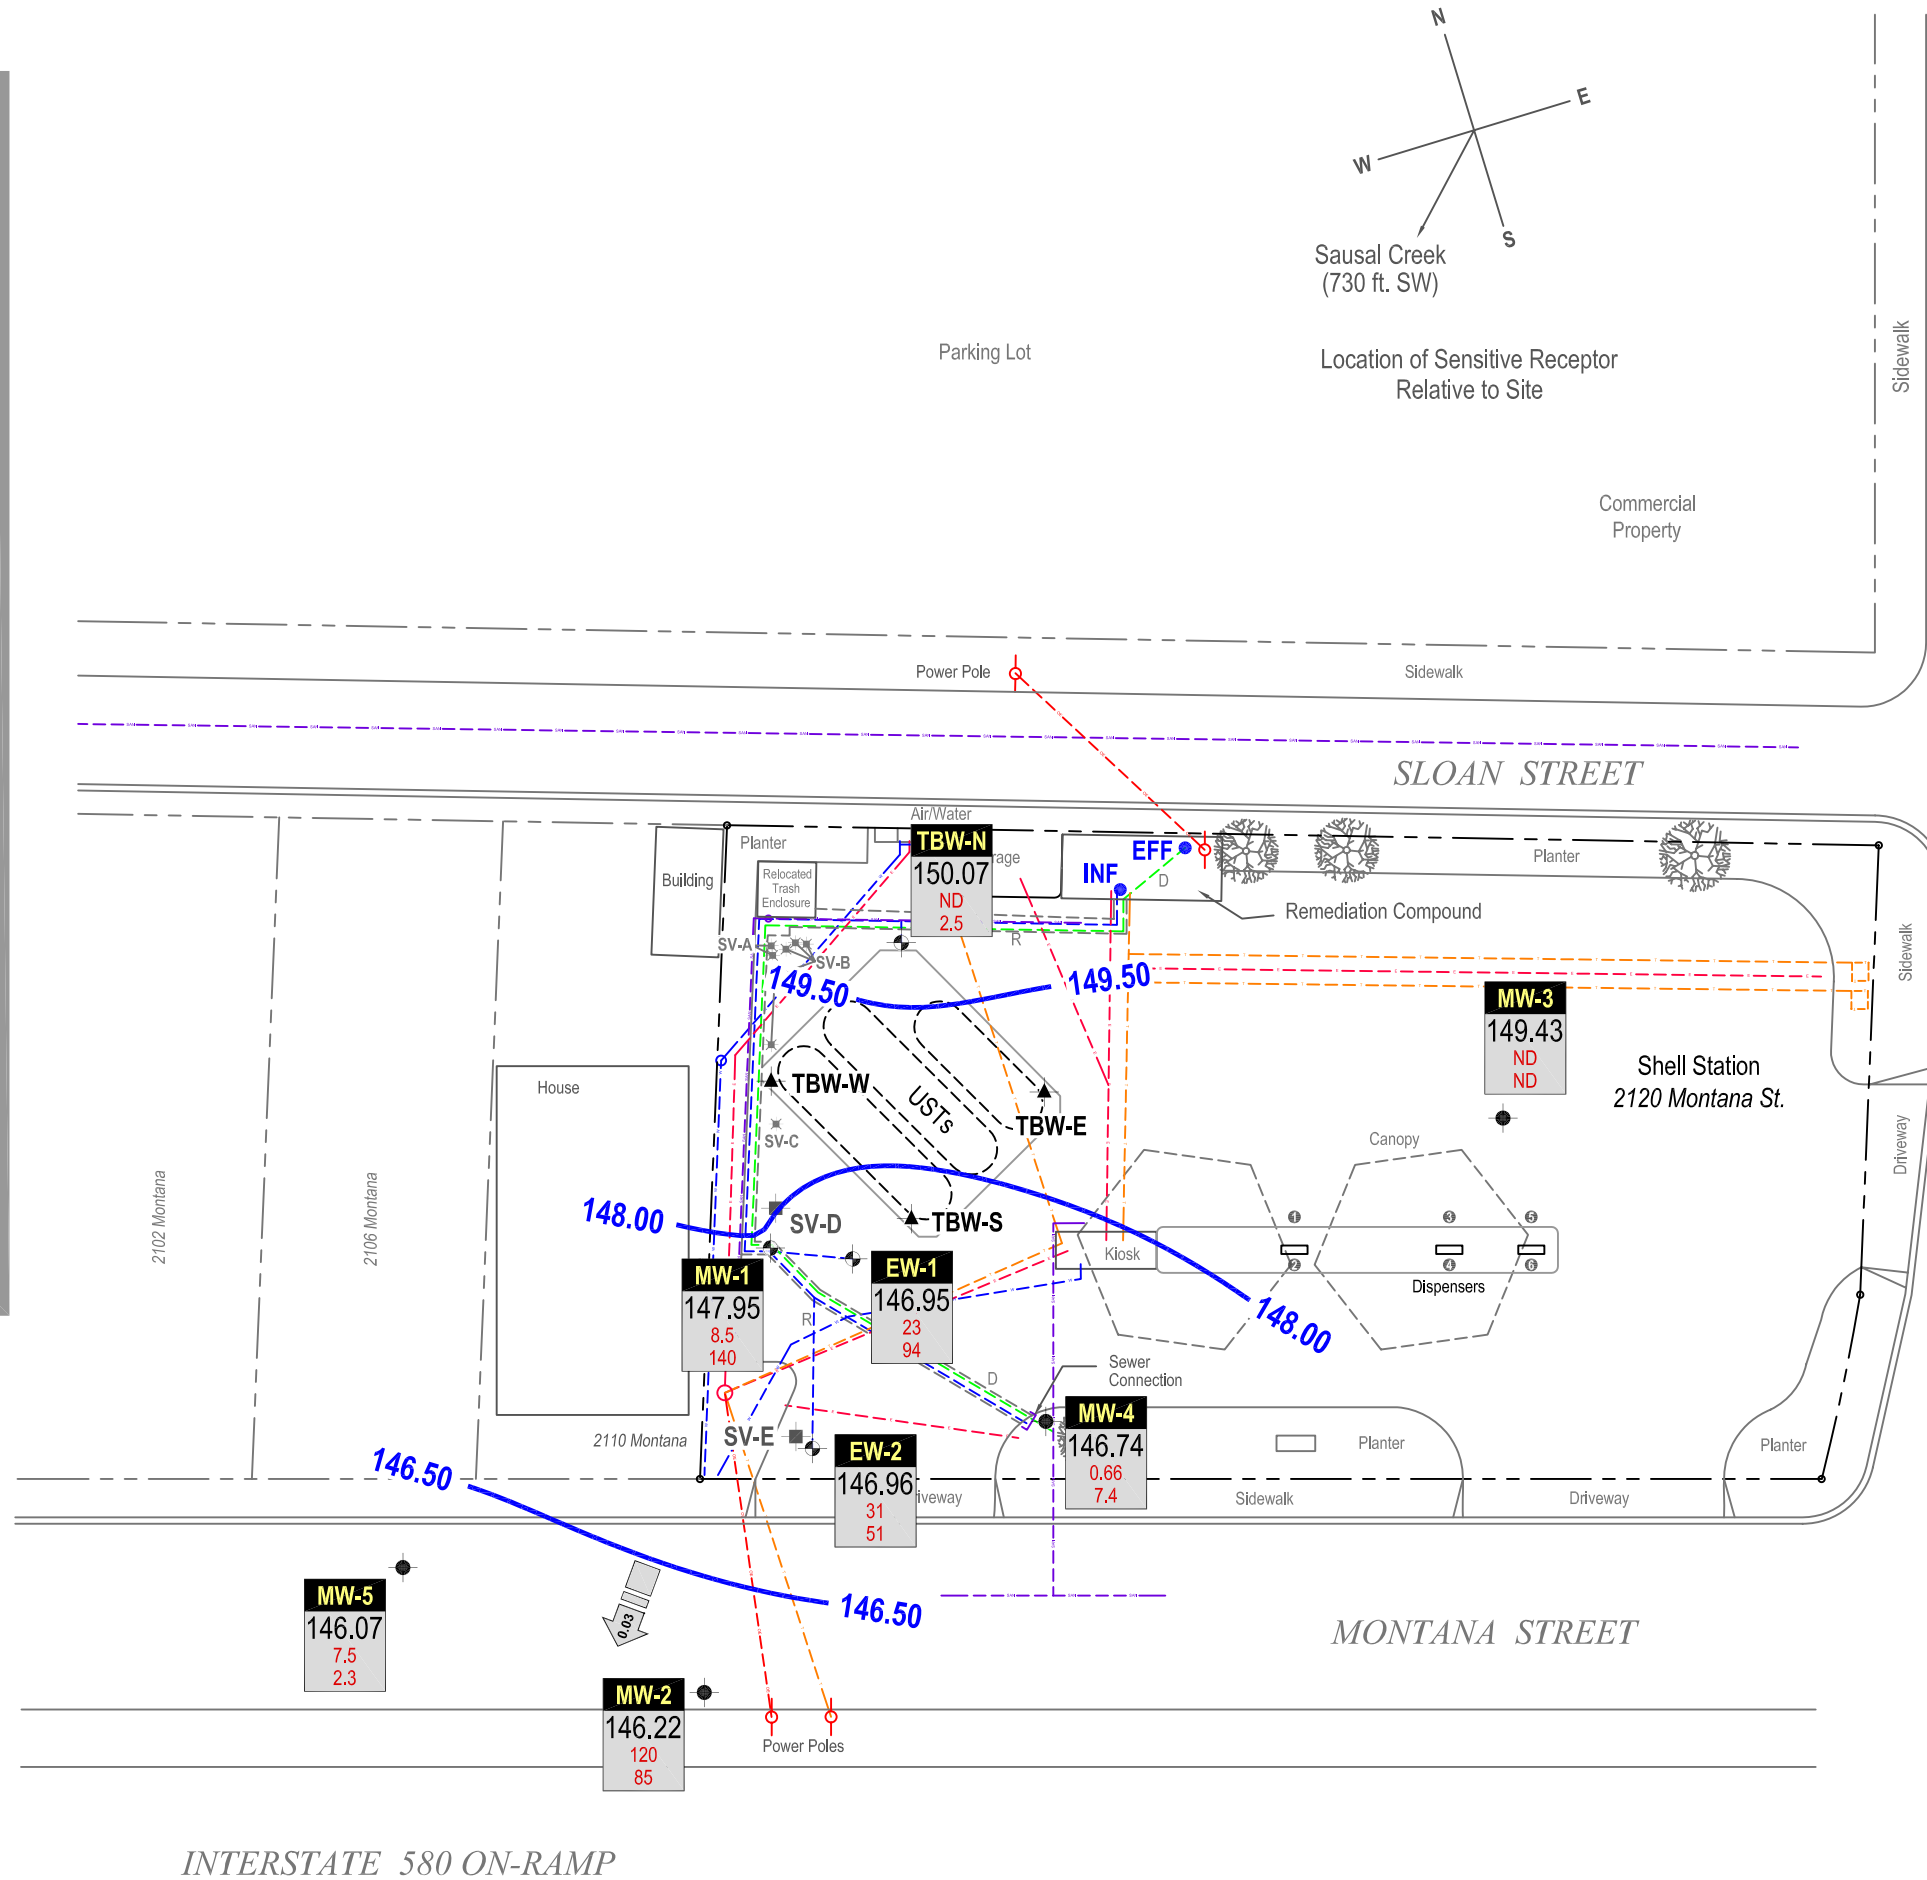 N
E
W
S
Sausal Creek
(730 ft. SW)
Location of Sensitive Receptor
Relative to Site
Parking Lot
Sidewalk
Commercial
Property
Power Pole
Sidewalk
SLOAN STREET
Air/Water
Planter
TBW-N
150.07
ND
2.5
EFF
INF
D
Planter
Building
Relocated
Trash
Enclosure
Remediation Compound
R
SV-A
SV-B
Sidewalk
149.50
149.50
MW-3
149.43
ND
ND
Shell Station
2120 Montana St.
House
TBW-W
USTs
TBW-E
SV-C
Canopy
Driveway
2102 Montana
2106 Montana
148.00
SV-D
TBW-S
1
3
5
Kiosk
2
4
6
Dispensers
MW-1
147.95
8.5
140
EW-1
146.95
23
94
R
148.00
Sewer
Connection
D
2110 Montana
SV-E
MW-4
146.74
0.66
7.4
Planter
Planter
146.50
EW-2
146.96
31
51
iveway
Sidewalk
Driveway
MW-5
146.07
7.5
2.3
0.03
146.50
MONTANA STREET
MW-2
146.22
120
85
Power Poles
INTERSTATE 580 ON-RAMP